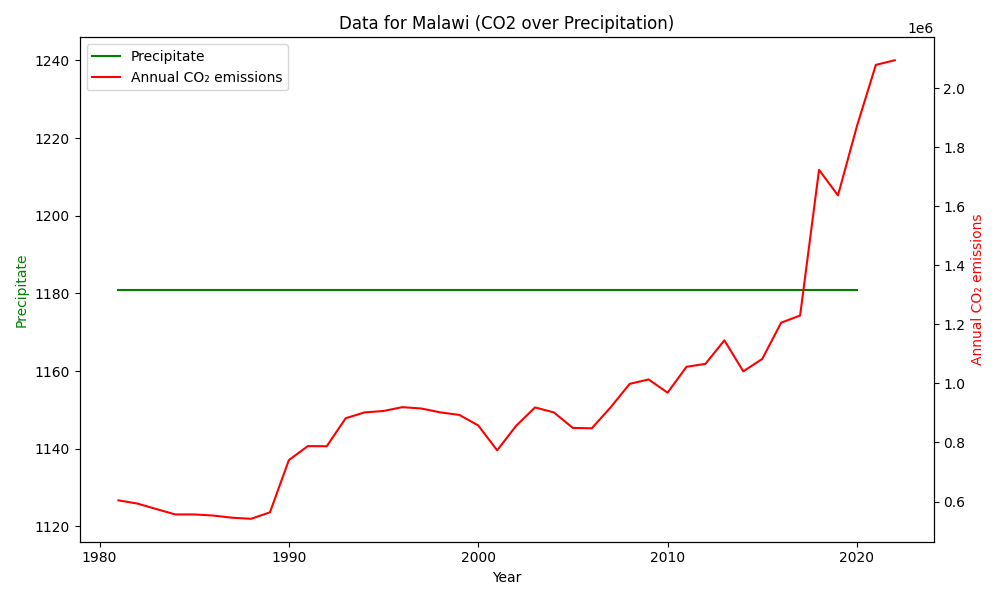 Data for Malawi (CO2 over Precipitation)
1e6
Precipitate
Annual CO₂ emissions
1240
1220
1200
1180
1160
1140
1120
Precipitate
2.0
1.8
1.6
1.4
1.2
1.0
0.8
0.6
Annual CO₂ emissions
1980 1990 2000 2010 2020
Year